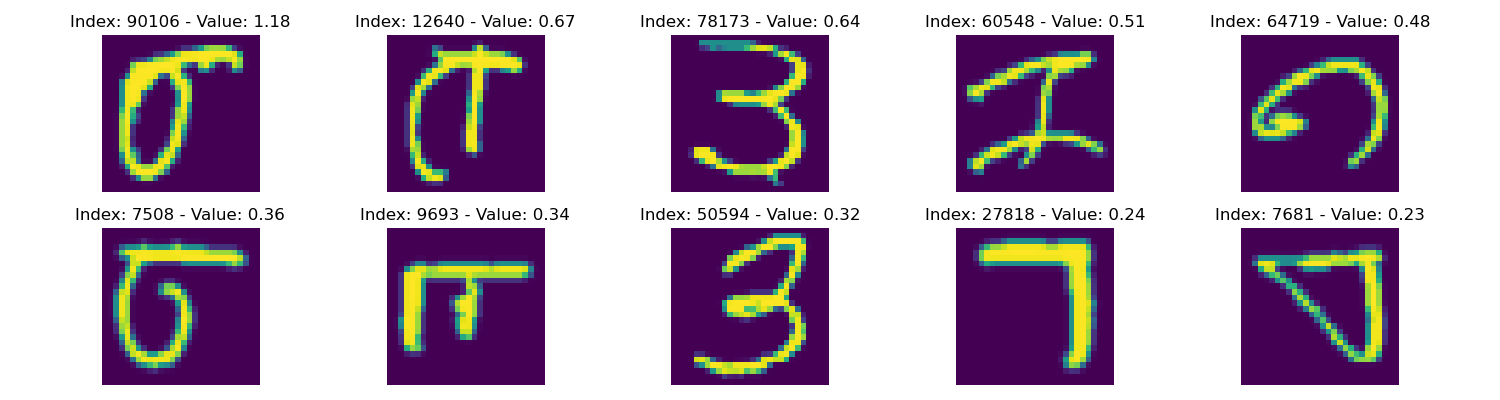 Index: 90106 - Value: 1.18 Index: 12640 - Value: 0.67 Index: 78173 - Value: 0.64 Index: 60548 - Value: 0.51 Index: 64719 - Value: 0.48
Index: 7508 - Value: 0.36 Index: 9693 - Value: 0.34 Index: 50594 - Value: 0.32 Index: 27818 - Value: 0.24 Index: 7681 - Value: 0.23